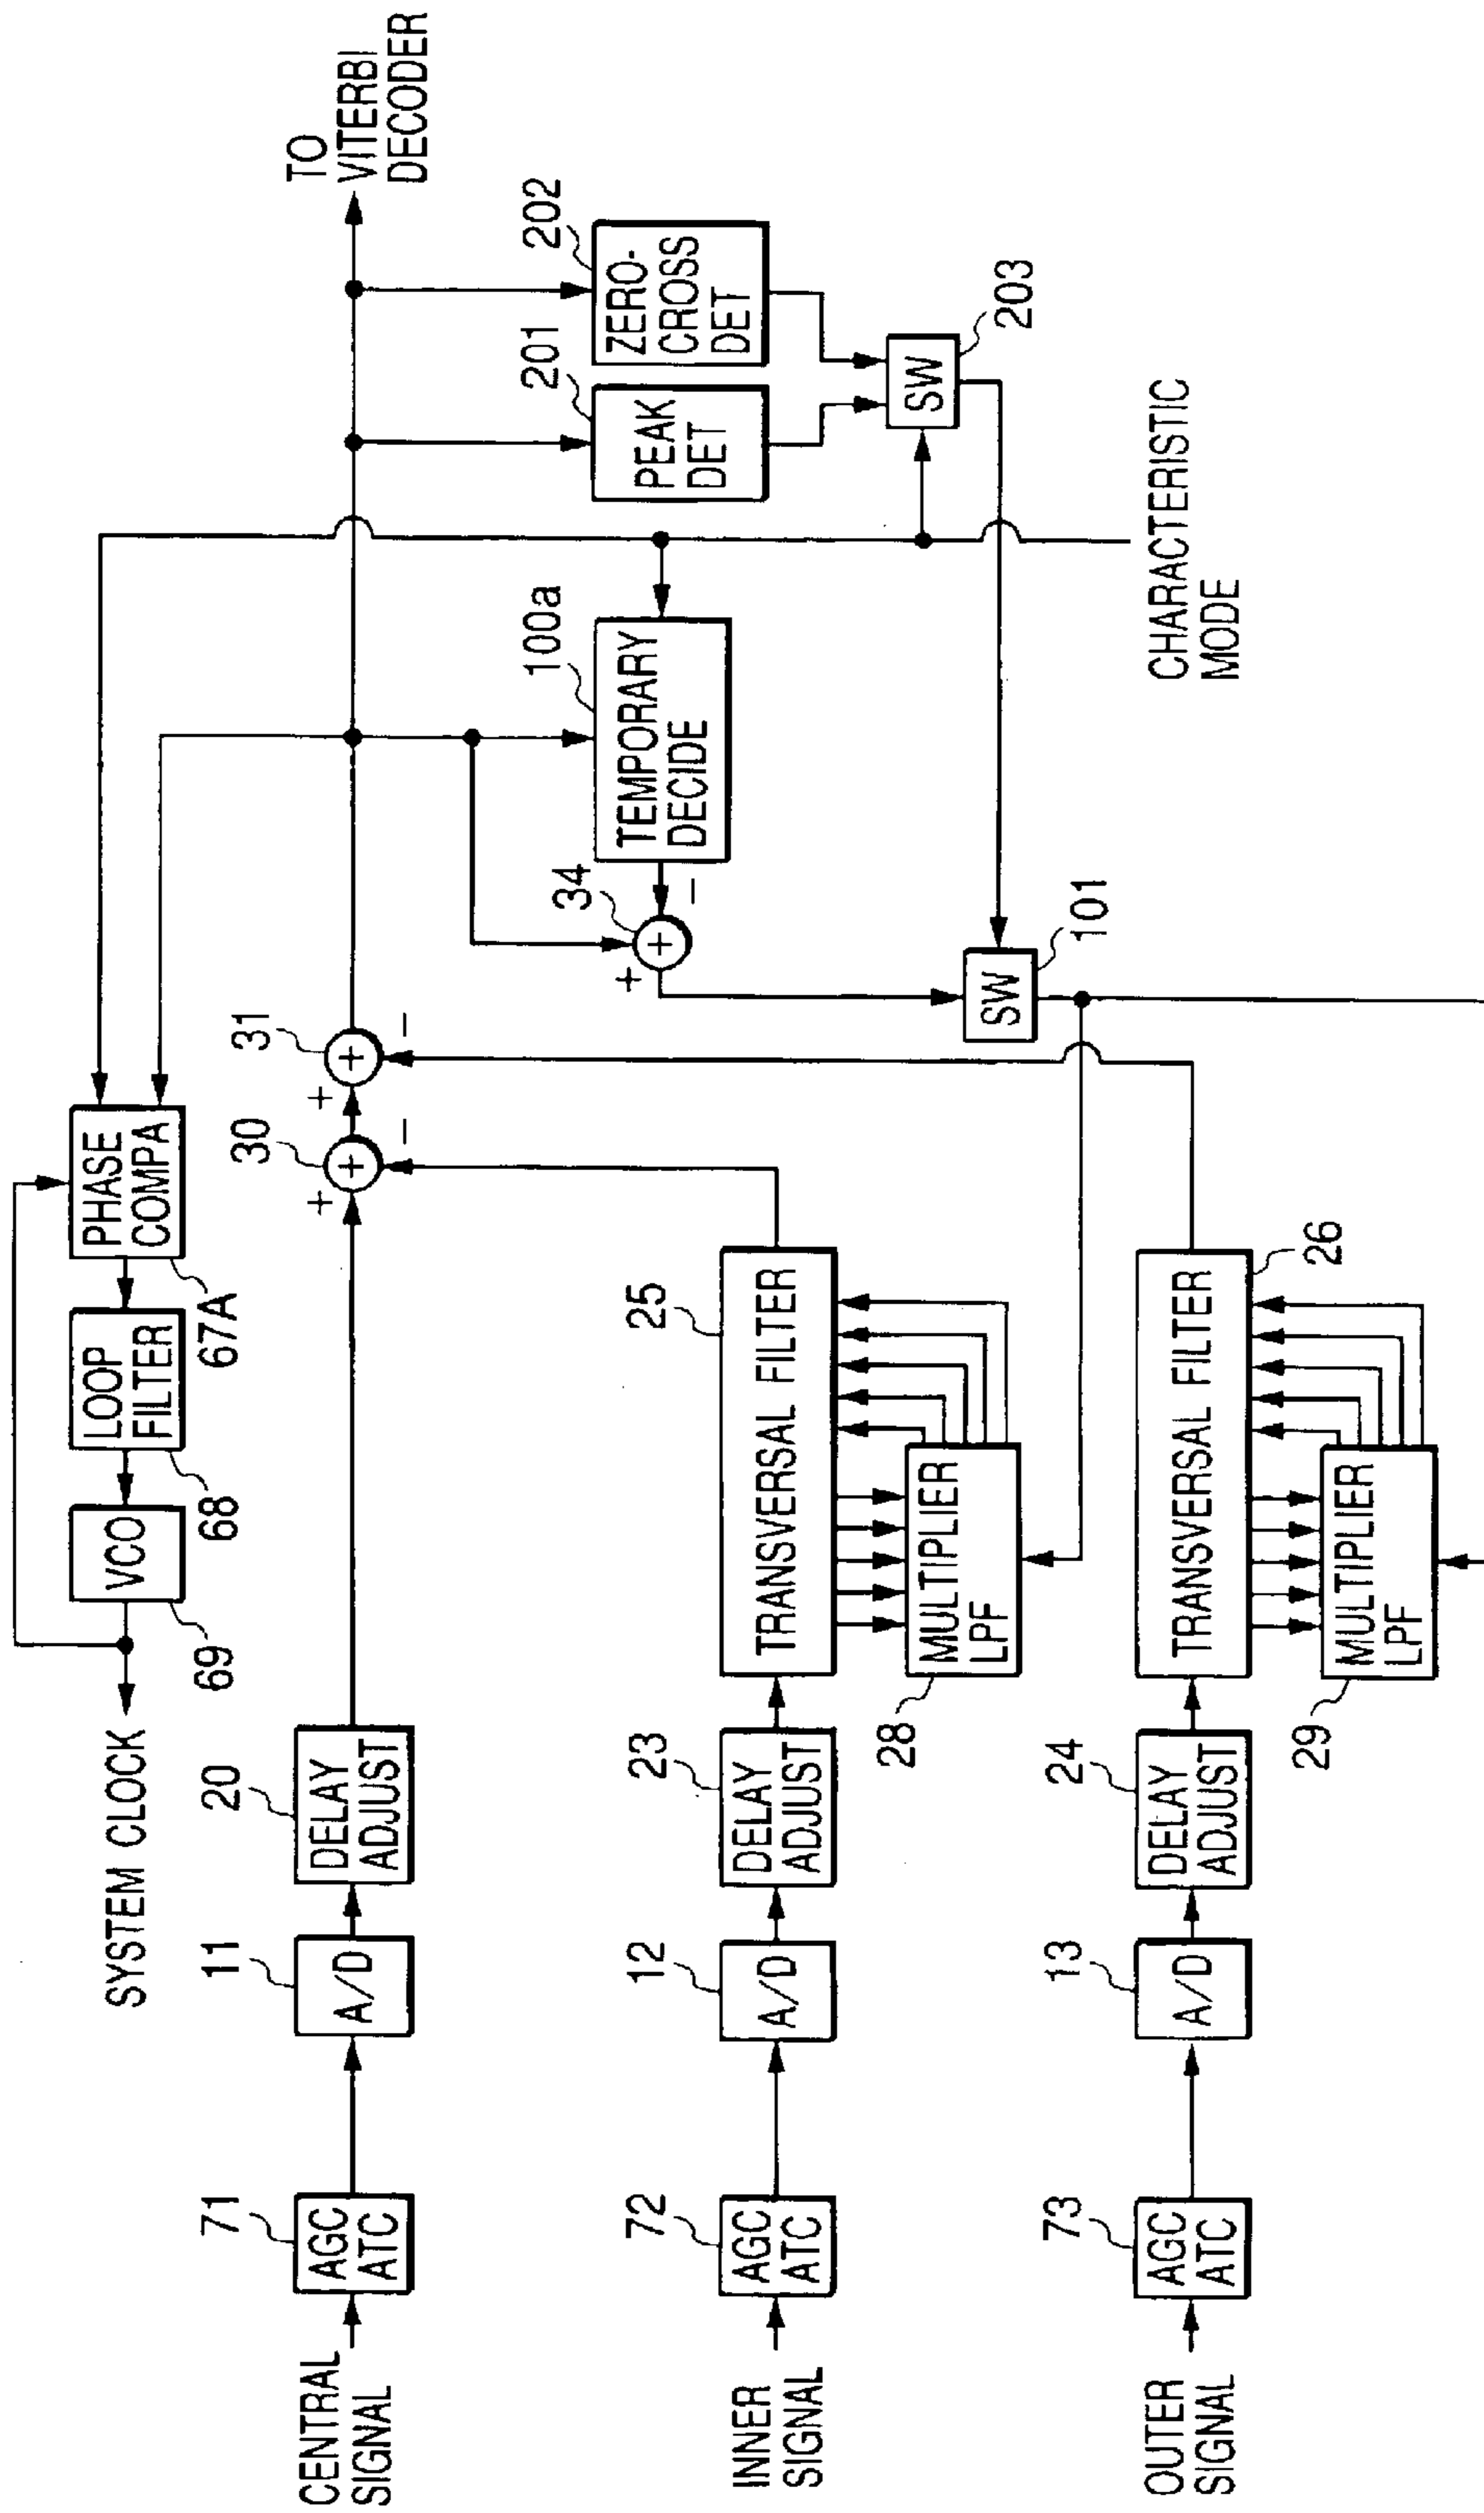 SYSTEM CLOCK
VCO
69
LOOP
FILTER
68
PHASE
COMPA
67A
CENTRAL
SIGNAL
AGC
ATC
71
A/D
11
DELAY
ADJUST
20
+
+
30
−
+
+
31
−
TO
VITERBI
DECODER
INNER
SIGNAL
AGC
ATC
72
A/D
12
DELAY
ADJUST
23
TRANSVERSAL FILTER
25
MULTIPLIER
LPF
28
+
+
34
−
TEMPORARY
DECIDE
100a
PEAK
DET
201
ZERO-
CROSS
DET
202
SW
203
SW
101
CHARACTERISTIC
MODE
OUTER
SIGNAL
AGC
ATC
73
A/D
13
DELAY
ADJUST
24
TRANSVERSAL FILTER
26
MULTIPLIER
LPF
29